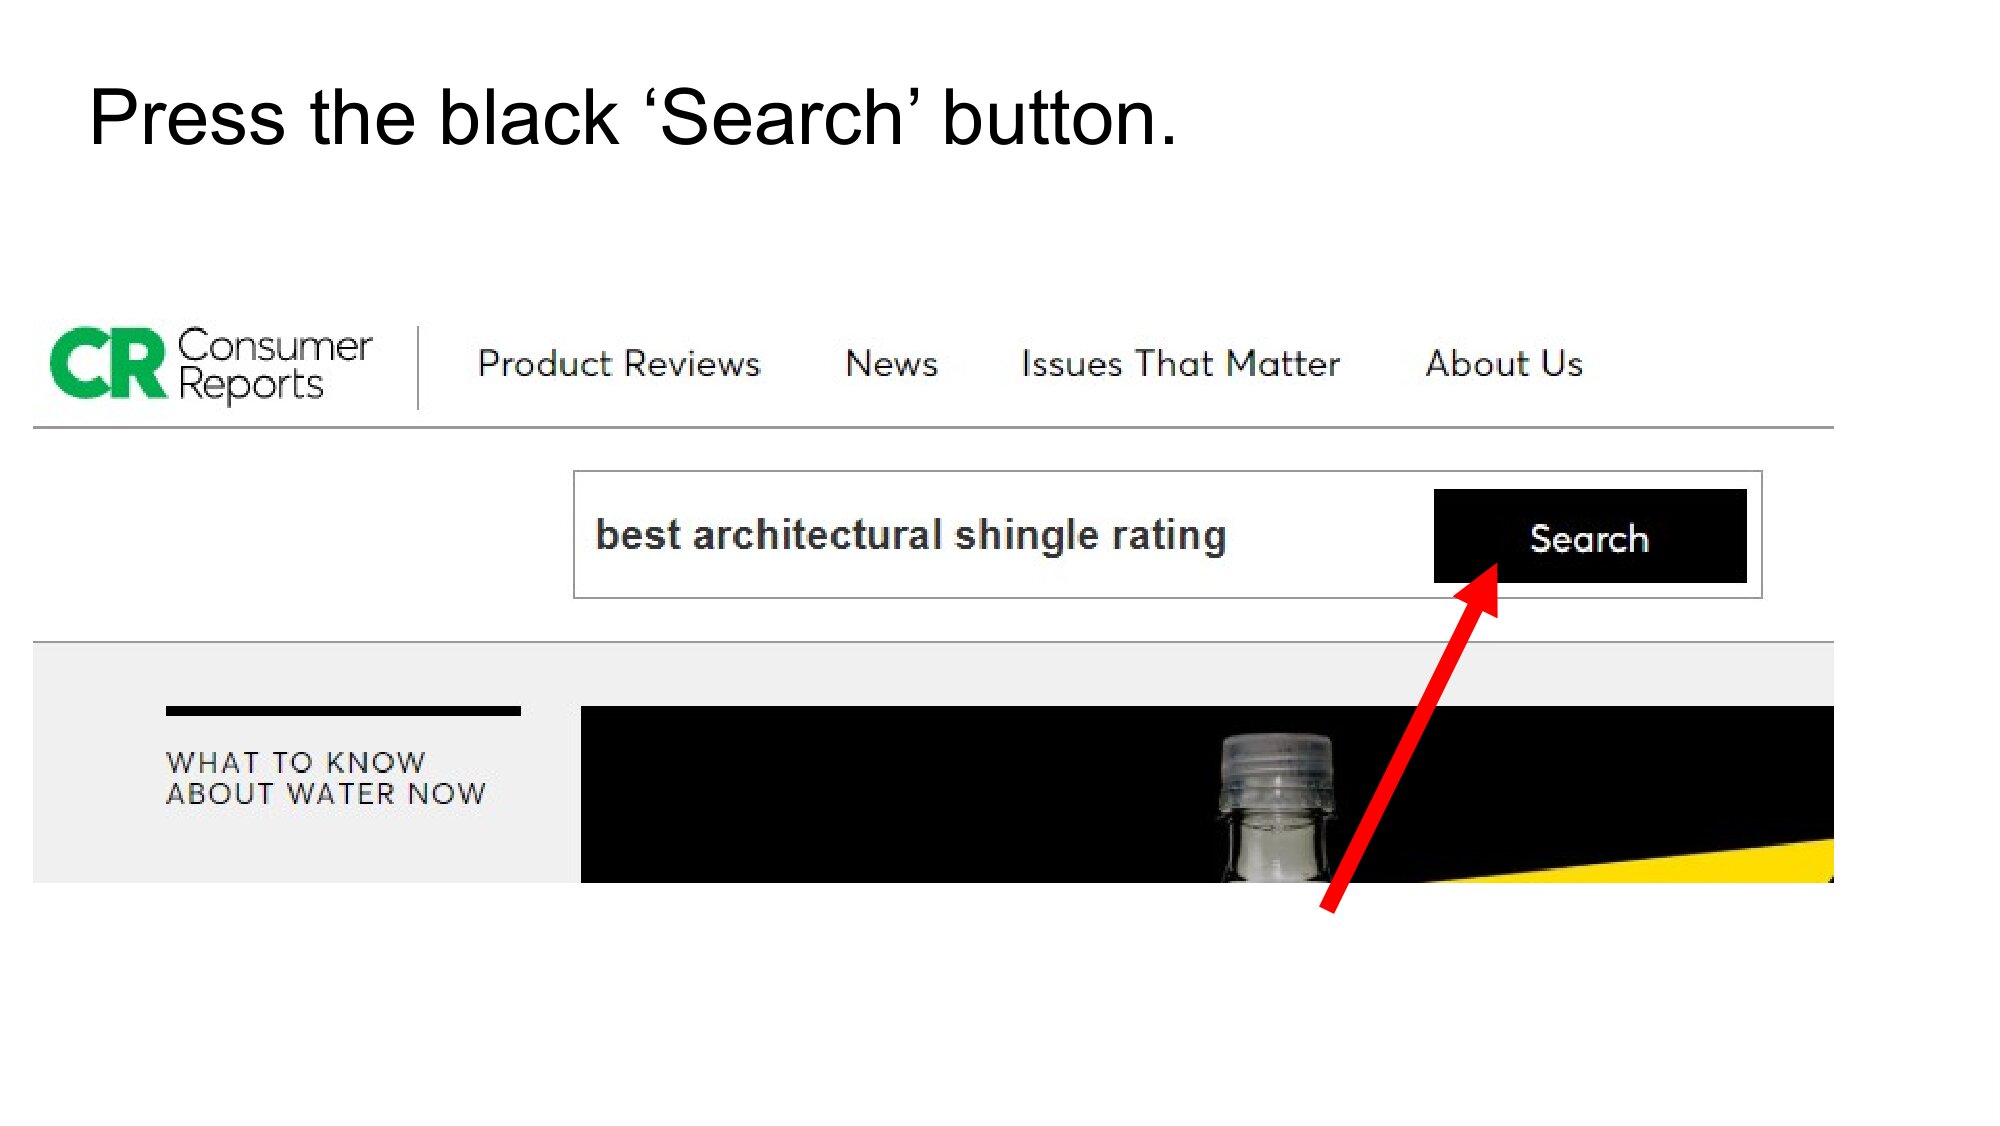 Press the black ‘Search’ button.
CR Consumer Reports
Product Reviews News Issues That Matter About Us
best architectural shingle rating Search
WHAT TO KNOW
ABOUT WATER NOW